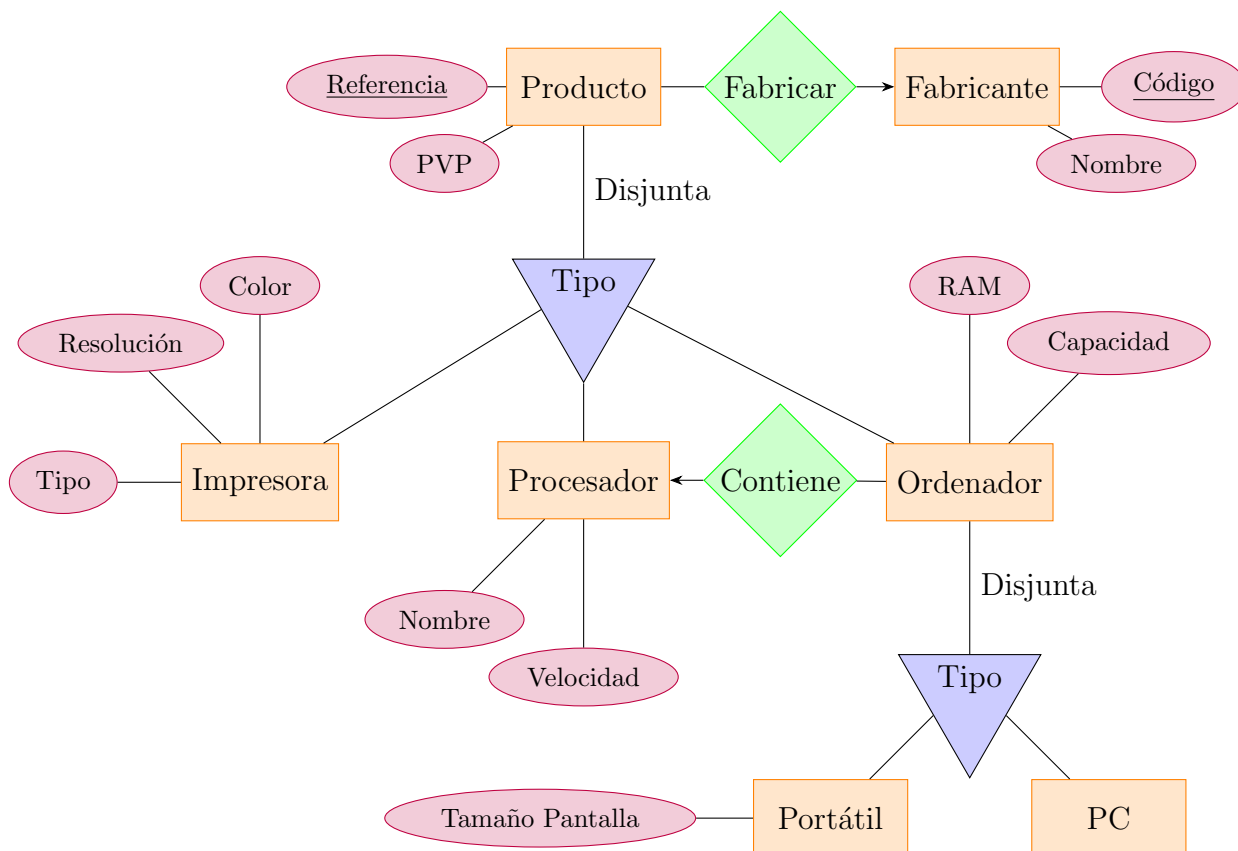 Referencia
Producto
Fabricar
Fabricante
Código
PVP
Nombre
Disjunta
Tipo
Color
RAM
Resolución
Capacidad
Tipo
Impresora
Procesador
Contiene
Ordenador
Disjunta
Nombre
Velocidad
Tipo
Tamaño Pantalla
Portátil
PC